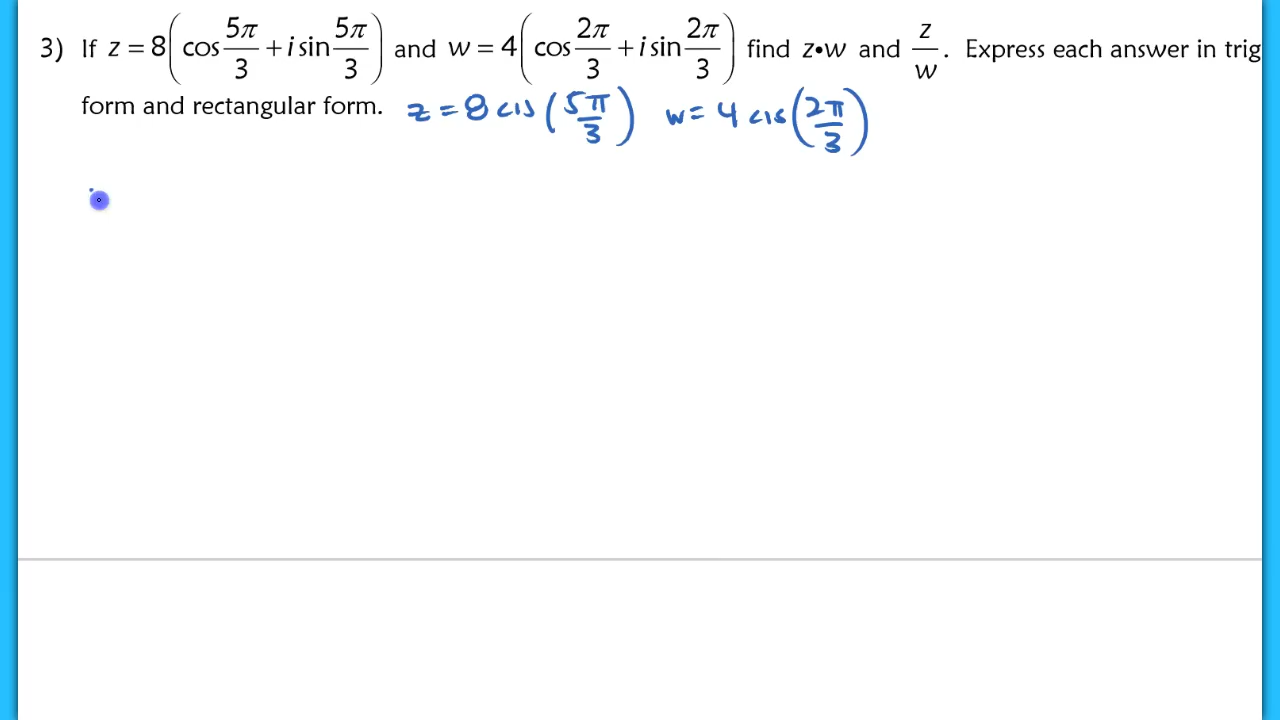 3) If z = 8(cos 5π/3 + i sin 5π/3) and w = 4(cos 2π/3 + i sin 2π/3) find z•w and z/w. Express each answer in trig
form and rectangular form. z = 8 cis (5π/3) w = 4 cis (2π/3)